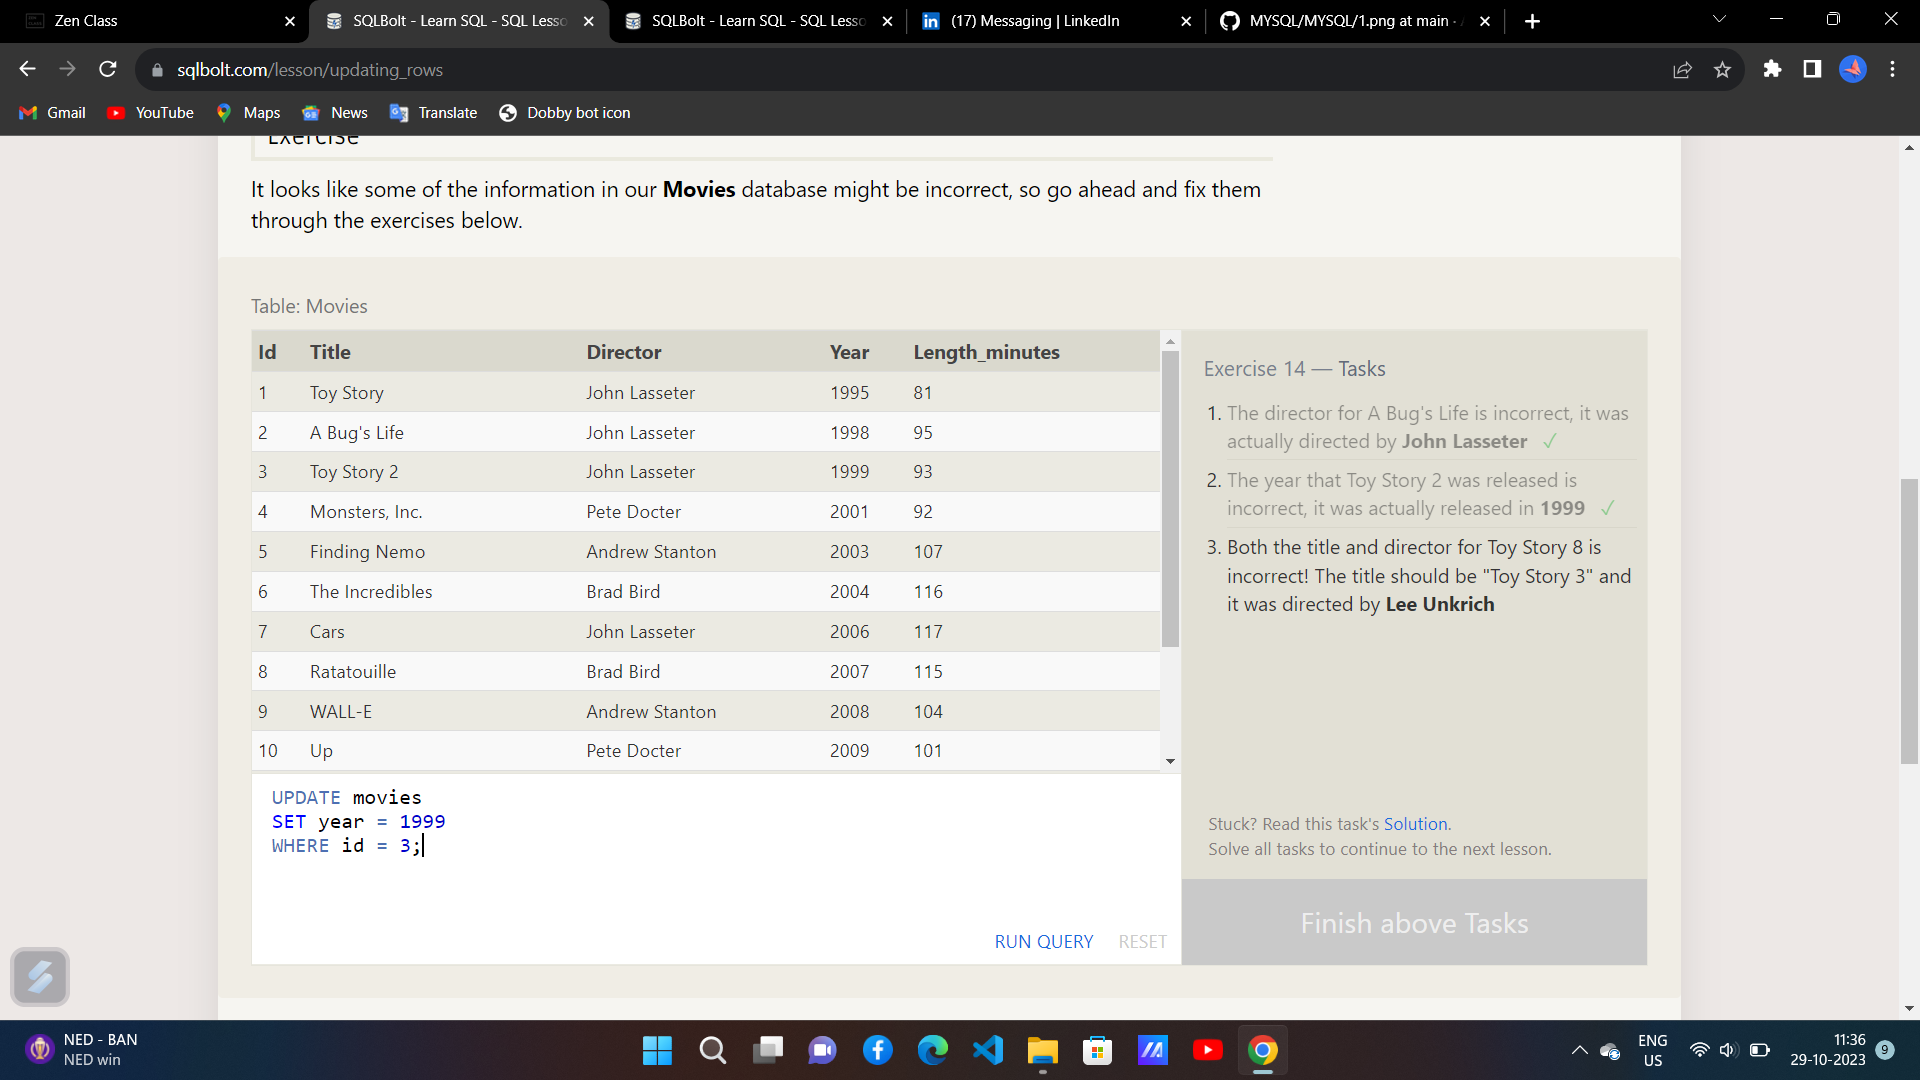 Zen Class
SQLBolt - Learn SQL - SQL Lesso
SQLBolt - Learn SQL - SQL Lesso
(17) Messaging | LinkedIn
MYSQL/MYSQL/1.png at main ·
sqlbolt.com/lesson/updating_rows
Gmail
YouTube
Maps
News
Translate
Dobby bot icon
Exercise
It looks like some of the information in our Movies database might be incorrect, so go ahead and fix them
through the exercises below.
Table: Movies
Id Title Director Year Length_minutes
1 Toy Story John Lasseter 1995 81
2 A Bug's Life John Lasseter 1998 95
3 Toy Story 2 John Lasseter 1999 93
4 Monsters, Inc. Pete Docter 2001 92
5 Finding Nemo Andrew Stanton 2003 107
6 The Incredibles Brad Bird 2004 116
7 Cars John Lasseter 2006 117
8 Ratatouille Brad Bird 2007 115
9 WALL-E Andrew Stanton 2008 104
10 Up Pete Docter 2009 101
UPDATE movies
SET year = 1999
WHERE id = 3;
RUN QUERY RESET
Exercise 14 — Tasks
1. The director for A Bug's Life is incorrect, it was
actually directed by John Lasseter ✓
2. The year that Toy Story 2 was released is
incorrect, it was actually released in 1999 ✓
3. Both the title and director for Toy Story 8 is
incorrect! The title should be "Toy Story 3" and
it was directed by Lee Unkrich
Stuck? Read this task's Solution.
Solve all tasks to continue to the next lesson.
Finish above Tasks
NED - BAN
NED win
ENG
US
11:36
29-10-2023
9